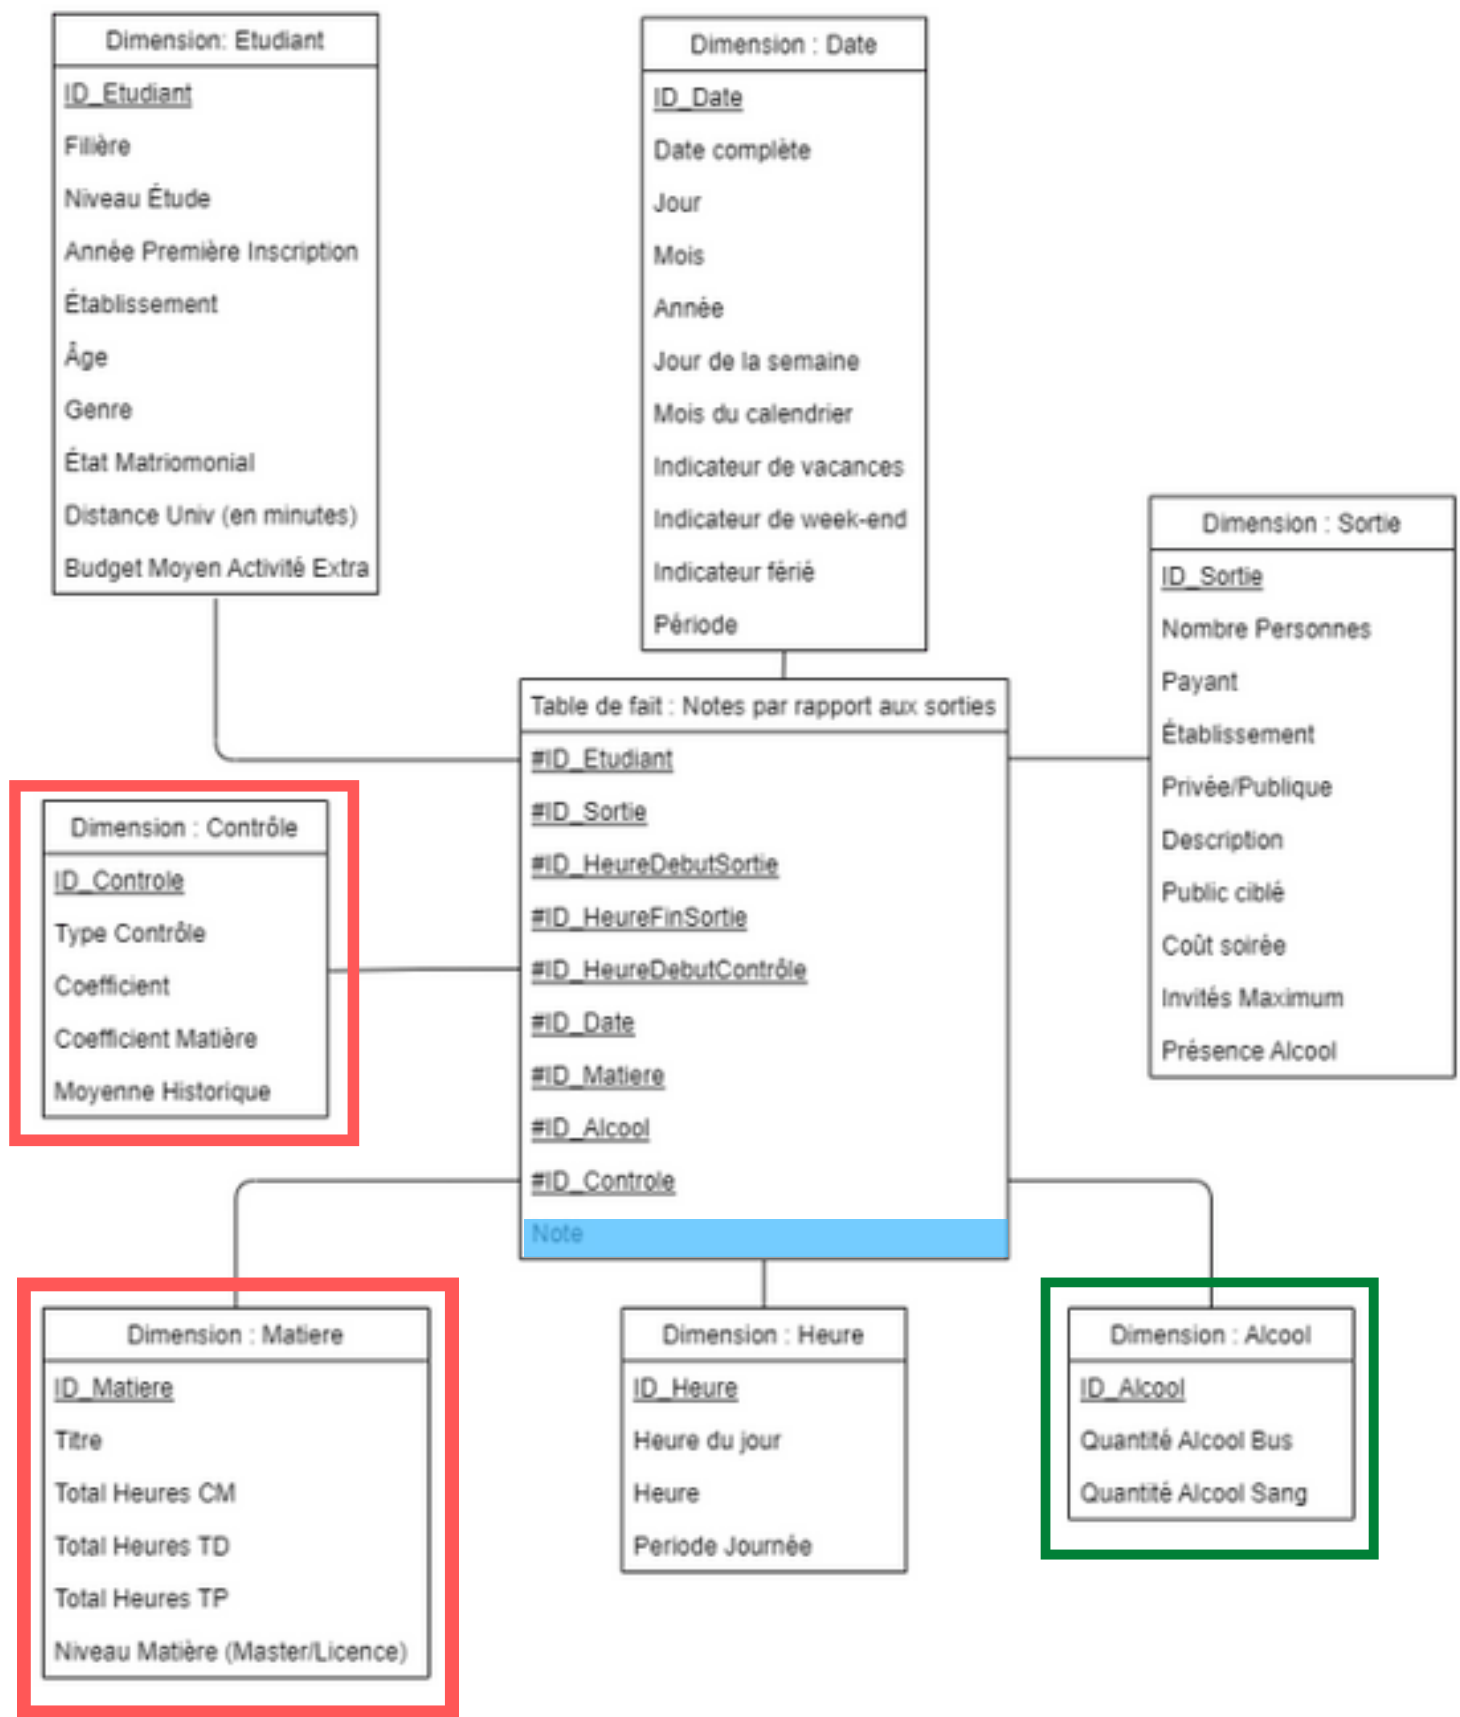 Dimension: Etudiant
ID_Etudiant
Filière
Niveau Étude
Année Première Inscription
Établissement
Âge
Genre
État Matriomonial
Distance Univ (en minutes)
Budget Moyen Activité Extra
Dimension : Date
ID_Date
Date complète
Jour
Mois
Année
Jour de la semaine
Mois du calendrier
Indicateur de vacances
Indicateur de week-end
Indicateur férié
Période
Dimension : Sortie
ID_Sortie
Nombre Personnes
Payant
Établissement
Privée/Publique
Description
Public ciblé
Coût soirée
Invités Maximum
Présence Alcool
Table de fait : Notes par rapport aux sorties
#ID_Etudiant
#ID_Sortie
#ID_HeureDebutSortie
#ID_HeureFinSortie
#ID_HeureDebutContrôle
#ID_Date
#ID_Matiere
#ID_Alcool
#ID_Controle
Note
Dimension : Contrôle
ID_Controle
Type Contrôle
Coefficient
Coefficient Matière
Moyenne Historique
Dimension : Matiere
ID_Matiere
Titre
Total Heures CM
Total Heures TD
Total Heures TP
Niveau Matière (Master/Licence)
Dimension : Heure
ID_Heure
Heure du jour
Heure
Periode Journée
Dimension : Alcool
ID_Alcool
Quantité Alcool Bus
Quantité Alcool Sang